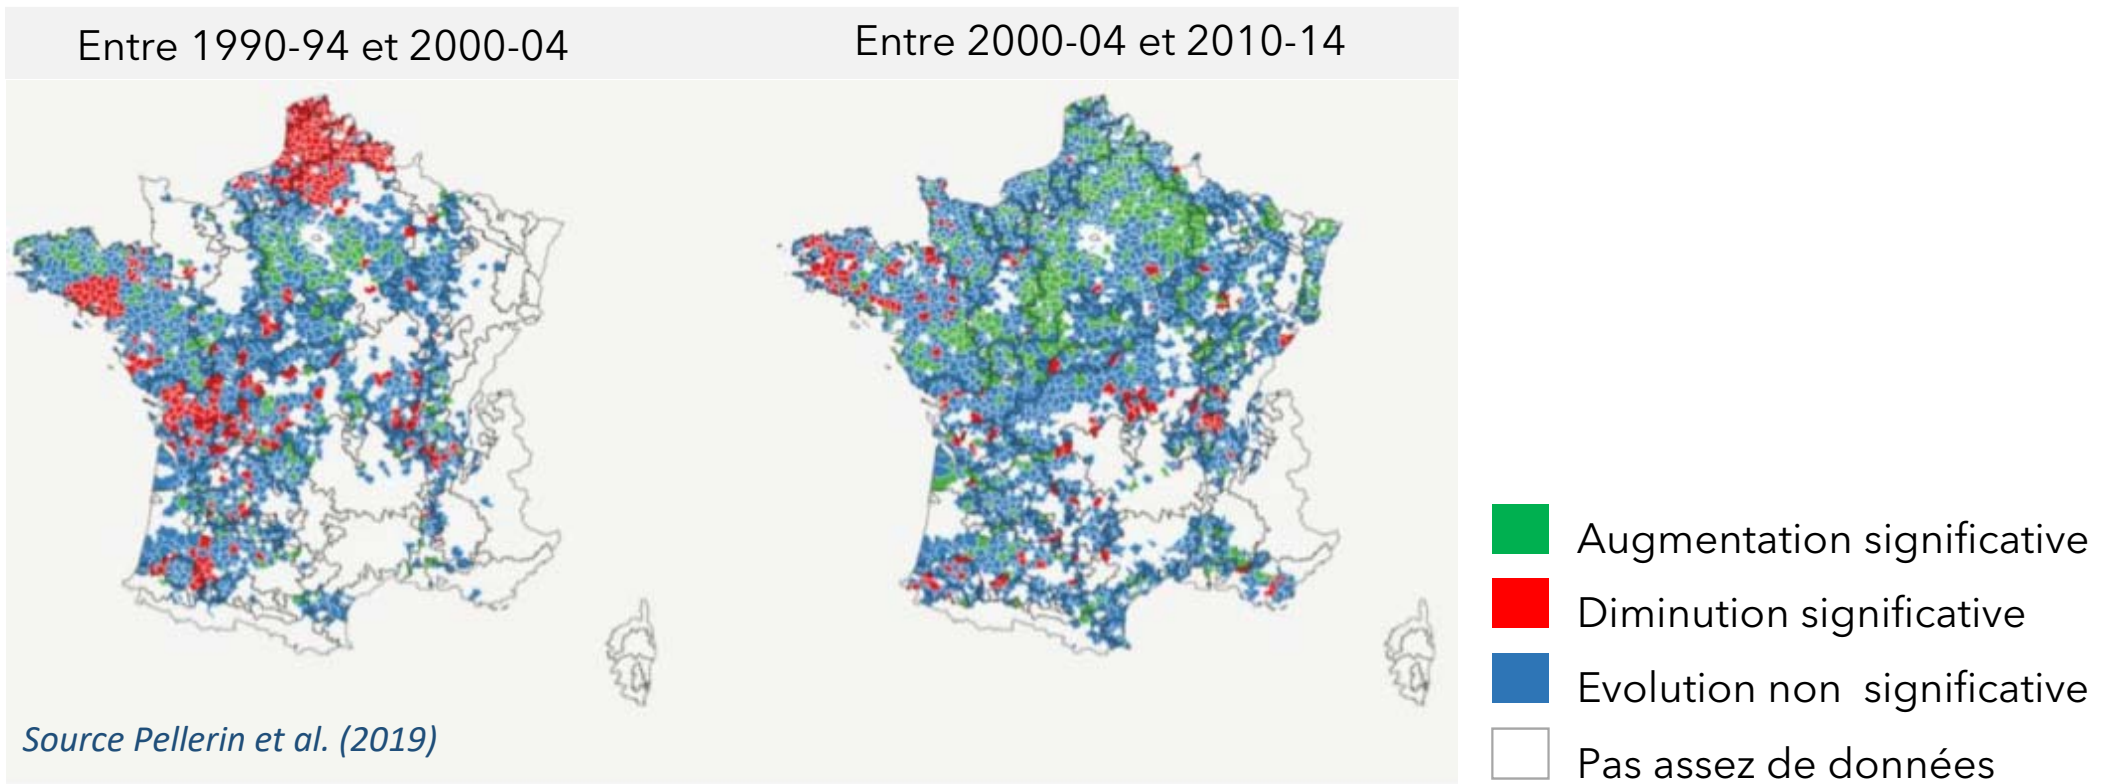 Entre 1990-94 et 2000-04
Entre 2000-04 et 2010-14
Augmentation significative
Diminution significative
Evolution non significative
Pas assez de données
Source Pellerin et al. (2019)